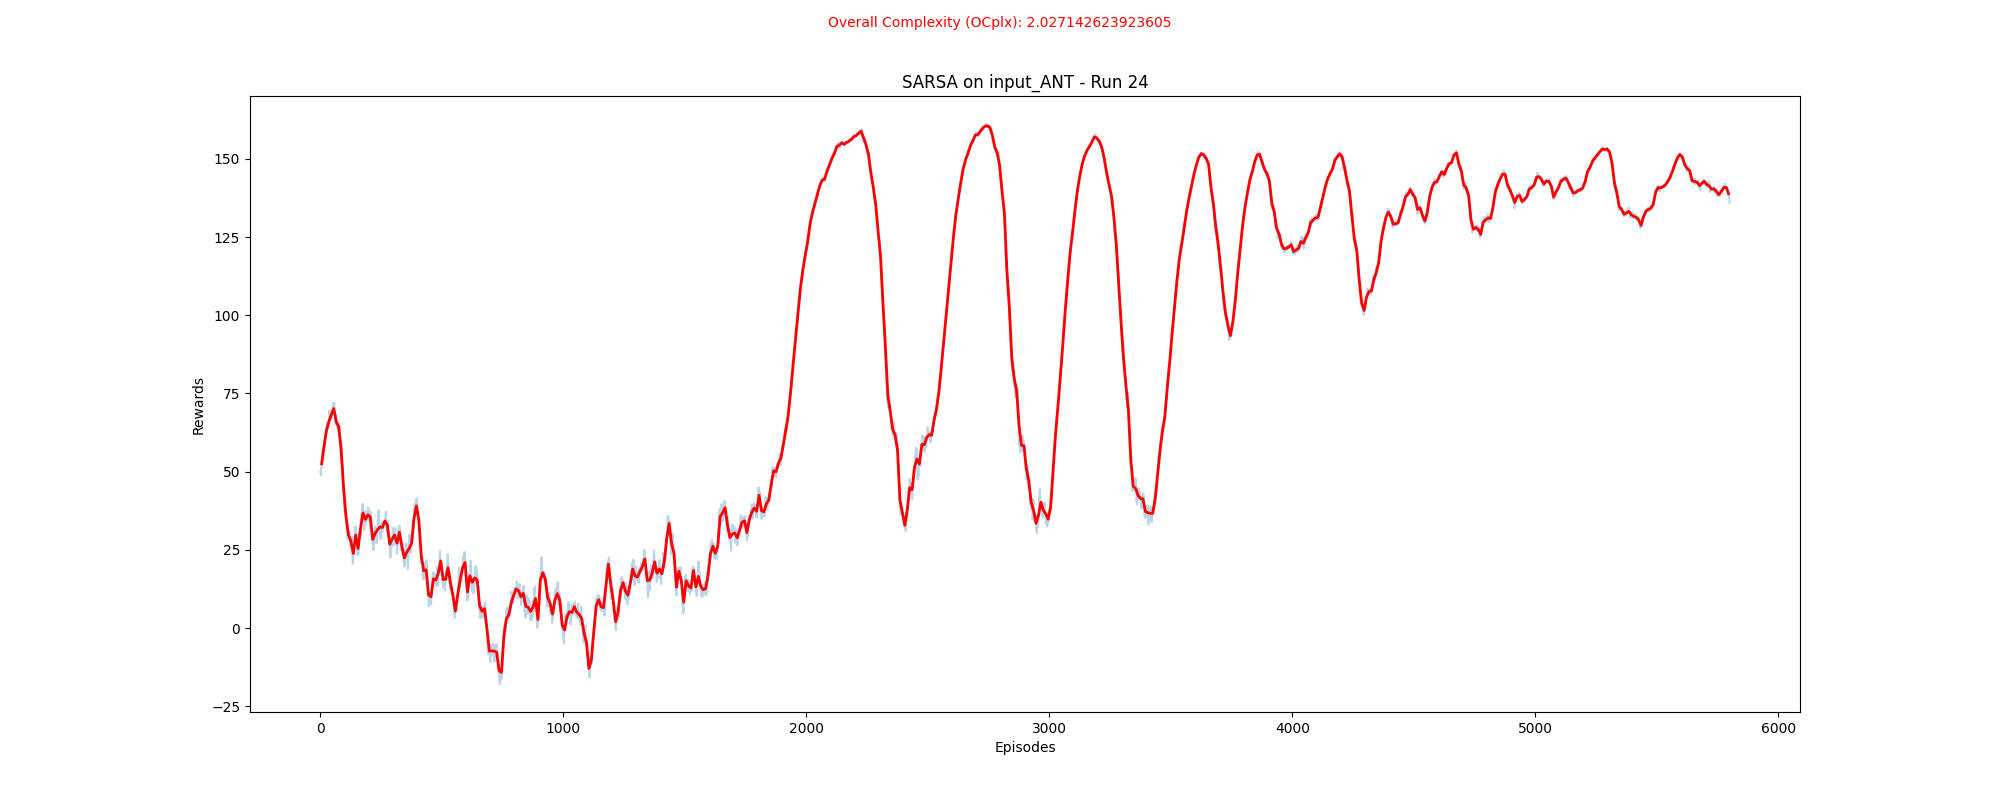 Overall Complexity (OCplx): 2.027142623923605
SARSA on input_ANT - Run 24
Rewards
150
125
100
75
50
25
0
−25
0 1000 2000 3000 4000 5000 6000
Episodes